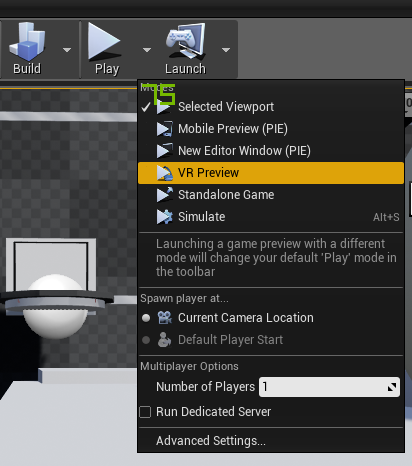 Build
Play
Launch
Modes
15
Selected Viewport
Mobile Preview (PIE)
New Editor Window (PIE)
VR Preview
Standalone Game
Simulate Alt+S
Launching a game preview with a different
mode will change your default 'Play' mode in
the toolbar
Spawn player at...
Current Camera Location
Default Player Start
Multiplayer Options
Number of Players 1
Run Dedicated Server
Advanced Settings...